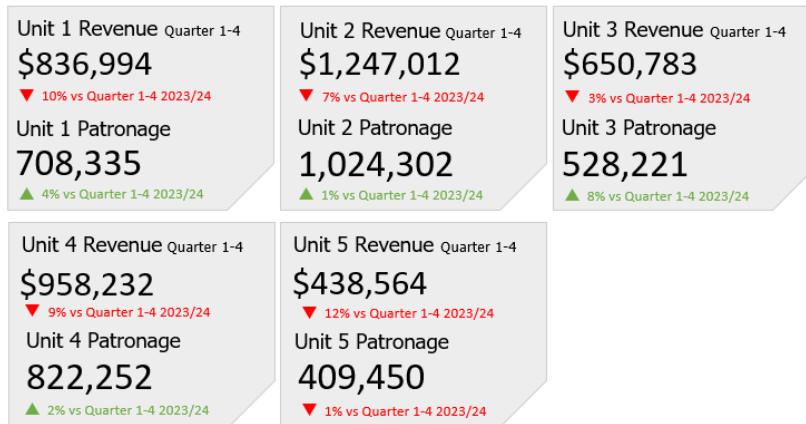 Unit 1 Revenue Quarter 1-4
$836,994
▼ 10% vs Quarter 1-4 2023/24
Unit 1 Patronage
708,335
▲ 4% vs Quarter 1-4 2023/24
Unit 2 Revenue Quarter 1-4
$1,247,012
▼ 7% vs Quarter 1-4 2023/24
Unit 2 Patronage
1,024,302
▲ 1% vs Quarter 1-4 2023/24
Unit 3 Revenue Quarter 1-4
$650,783
▼ 3% vs Quarter 1-4 2023/24
Unit 3 Patronage
528,221
▲ 8% vs Quarter 1-4 2023/24
Unit 4 Revenue Quarter 1-4
$958,232
▼ 9% vs Quarter 1-4 2023/24
Unit 4 Patronage
822,252
▲ 2% vs Quarter 1-4 2023/24
Unit 5 Revenue Quarter 1-4
$438,564
▼ 12% vs Quarter 1-4 2023/24
Unit 5 Patronage
409,450
▼ 1% vs Quarter 1-4 2023/24